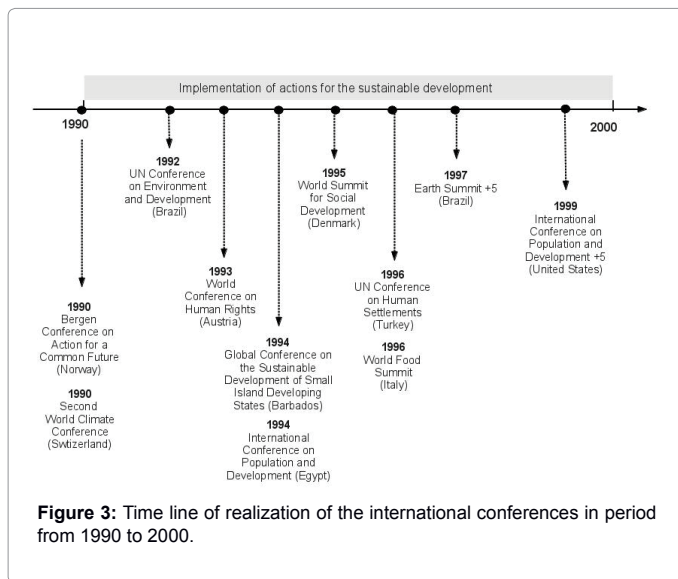 Implementation of actions for the sustainable development
1990
2000
1990
Bergen
Conference on
Action for a
Common Future
(Norway)
1990
Second
World Climate
Conference
(Swtizerland)
1992
UN Conference
on Environment
and Development
(Brazil)
1993
World
Conference on
Human Rights
(Austria)
1994
Global Conference on
the Sustainable
Development of Small
Island Developing
States (Barbados)
1994
International
Conference on
Population and
Development (Egypt)
1995
World Summit
for Social
Development
(Denmark)
1996
UN Conference
on Human
Settlements
(Turkey)
1996
World Food
Summit
(Italy)
1997
Earth Summit +5
(Brazil)
1999
International
Conference on
Population and
Development +5
(United States)
Figure 3: Time line of realization of the international conferences in period
from 1990 to 2000.